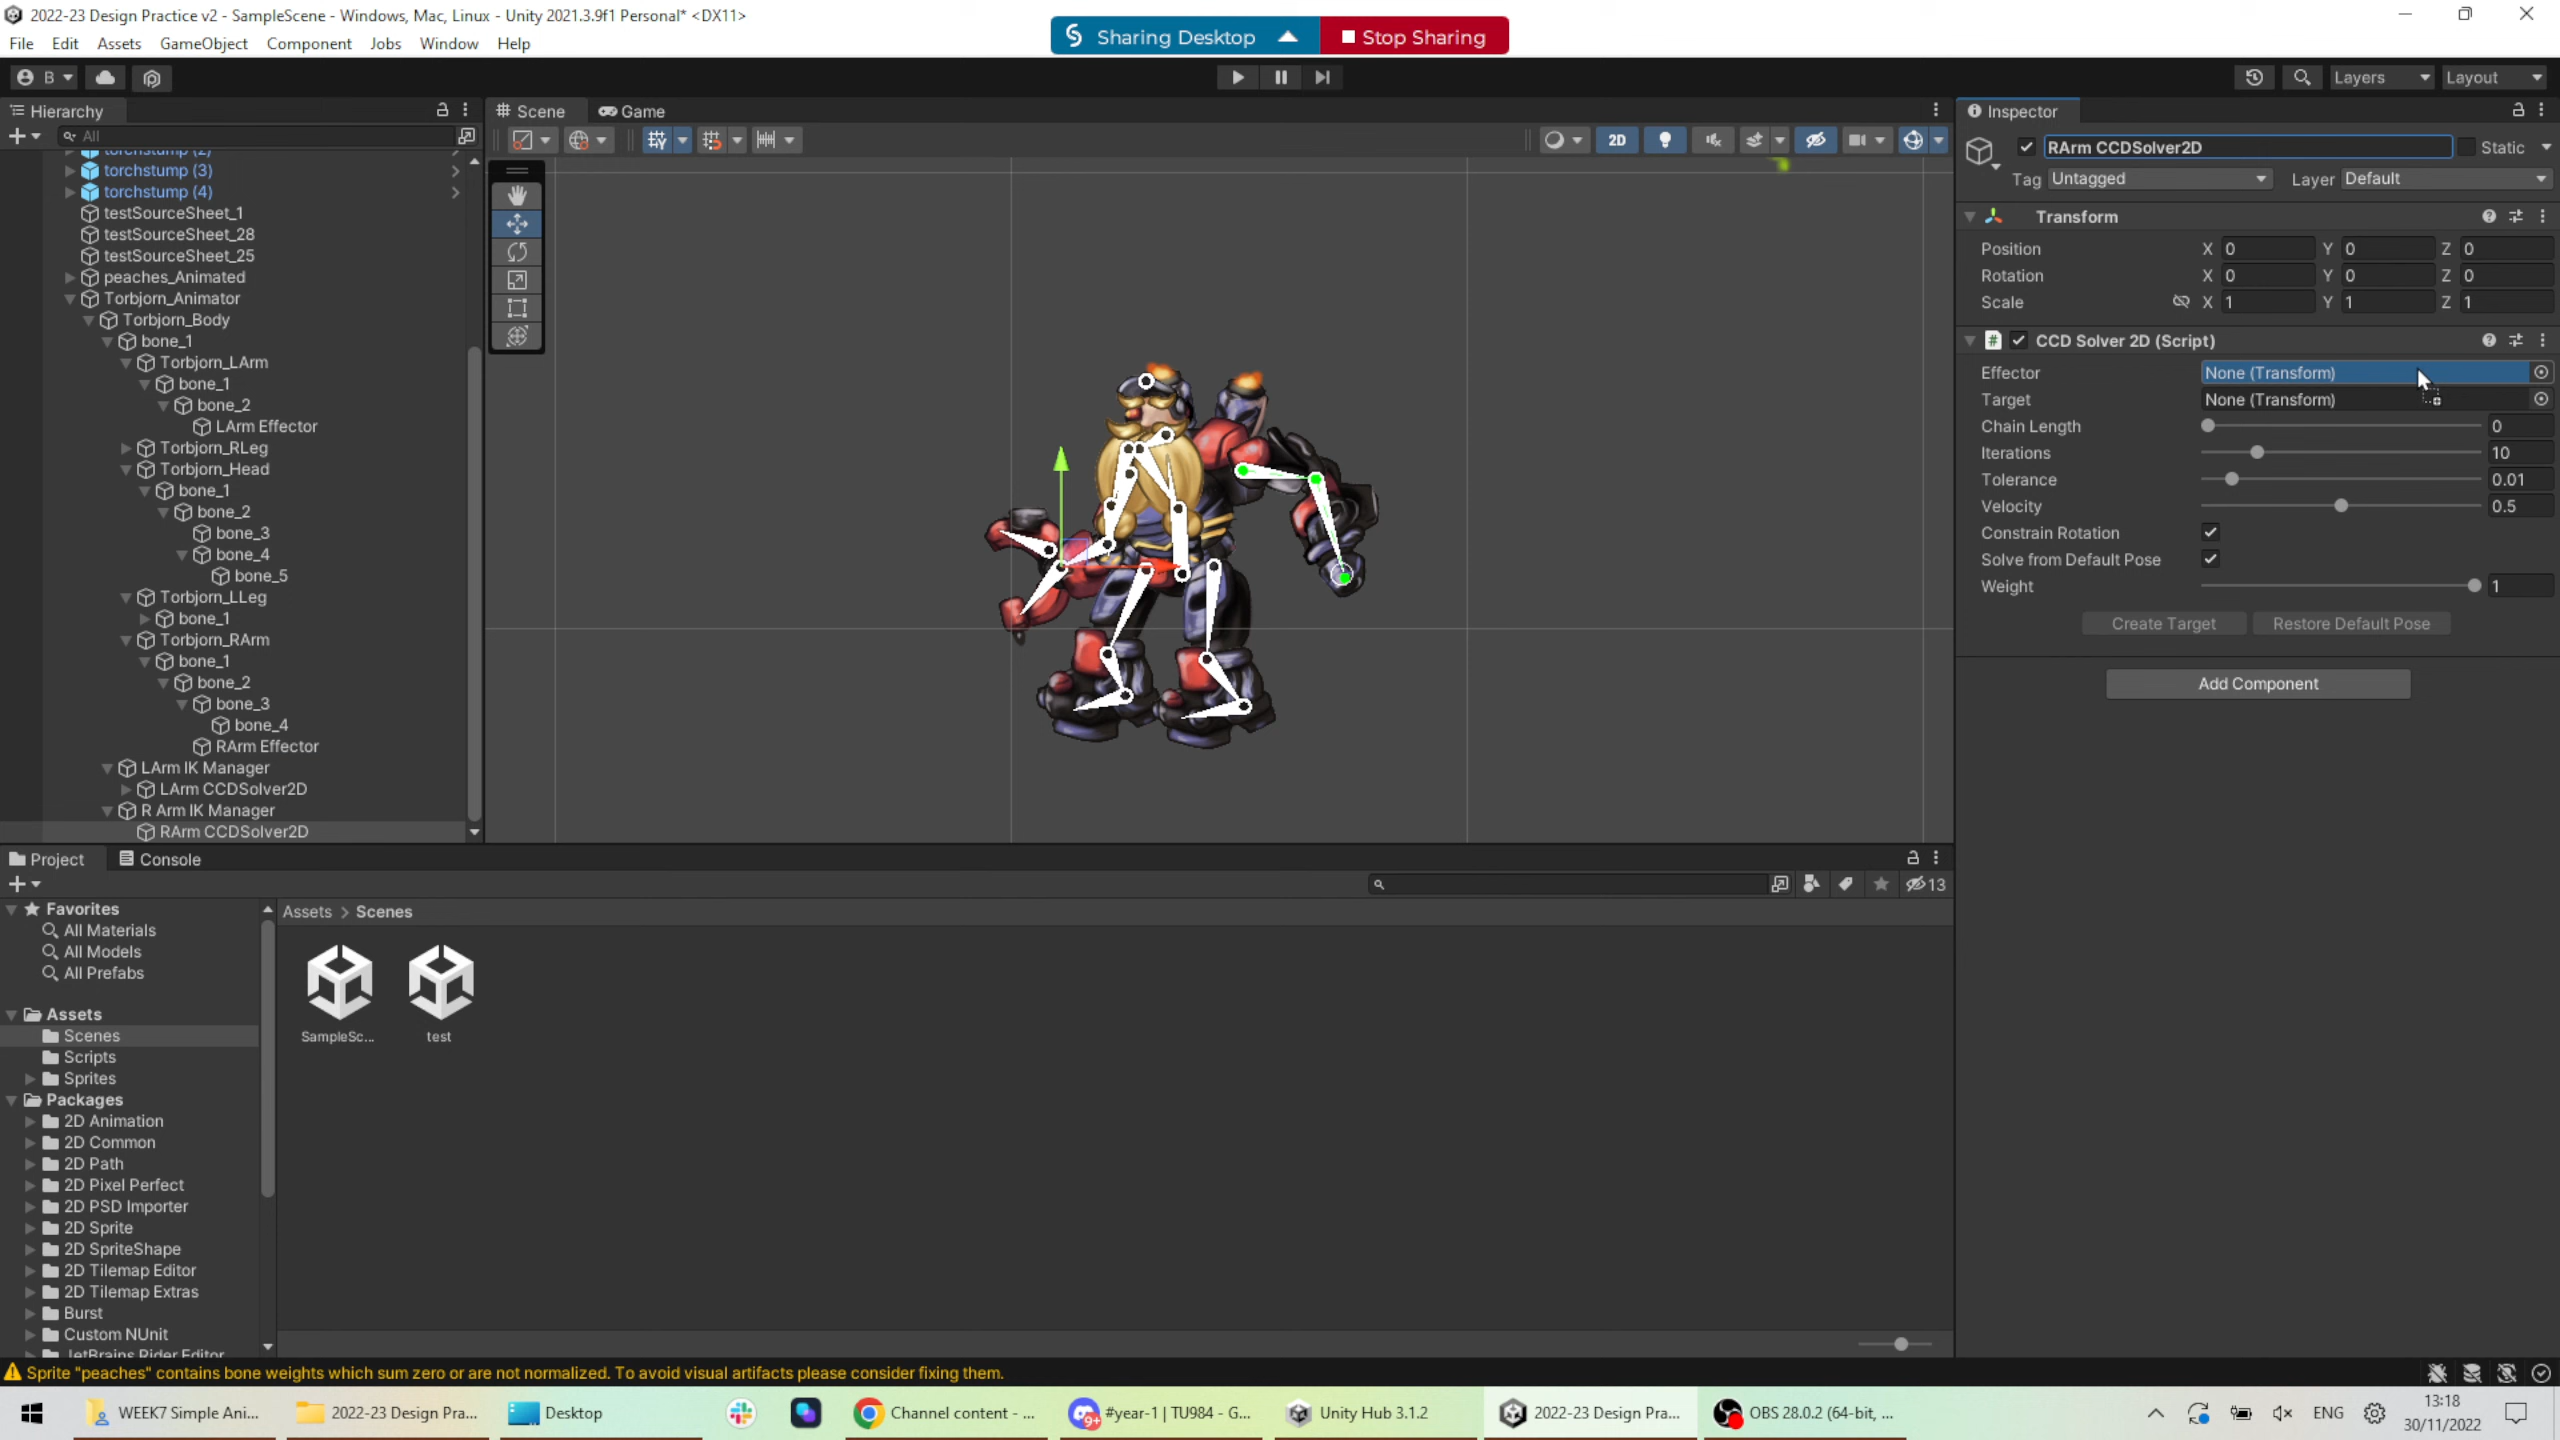 2022-23 Design Practice v2 - SampleScene - Windows, Mac, Linux - Unity 2021.3.9f1 Personal* <DX11>
Sharing Desktop
Stop Sharing
File Edit Assets GameObject Component Jobs Window Help
B
Layers
Layout
Hierarchy
Scene
Game
Inspector
All
2D
RArm CCDSolver2D
Static
Tag Untagged
Layer Default
torchstump (2)
torchstump (3)
torchstump (4)
testSourceSheet_1
testSourceSheet_28
testSourceSheet_25
peaches_Animated
Torbjorn_Animator
Torbjorn_Body
bone_1
Torbjorn_LArm
bone_1
bone_2
LArm Effector
Torbjorn_RLeg
Torbjorn_Head
bone_1
bone_2
bone_3
bone_4
bone_5
Torbjorn_LLeg
bone_1
Torbjorn_RArm
bone_1
bone_2
bone_3
bone_4
RArm Effector
LArm IK Manager
LArm CCDSolver2D
R Arm IK Manager
RArm CCDSolver2D
Transform
Position X 0 Y 0 Z 0
Rotation X 0 Y 0 Z 0
Scale X 1 Y 1 Z 1
CCD Solver 2D (Script)
Effector None (Transform)
Target None (Transform)
Chain Length 0
Iterations 10
Tolerance 0.01
Velocity 0.5
Constrain Rotation
Solve from Default Pose
Weight 1
Create Target Restore Default Pose
Add Component
Project
Console
13
Favorites
All Materials
All Models
All Prefabs
Assets
Scenes
Scripts
Sprites
Packages
2D Animation
2D Common
2D Path
2D Pixel Perfect
2D PSD Importer
2D Sprite
2D SpriteShape
2D Tilemap Editor
2D Tilemap Extras
Burst
Custom NUnit
JetBrains Rider Editor
Assets > Scenes
SampleSc...
test
Sprite "peaches" contains bone weights which sum zero or are not normalized. To avoid visual artifacts please consider fixing them.
WEEK7 Simple Ani...
2022-23 Design Pra...
Desktop
Channel content - ...
9+
#year-1 | TU984 - G...
Unity Hub 3.1.2
2022-23 Design Pra...
OBS 28.0.2 (64-bit, ...
ENG
13:18
30/11/2022